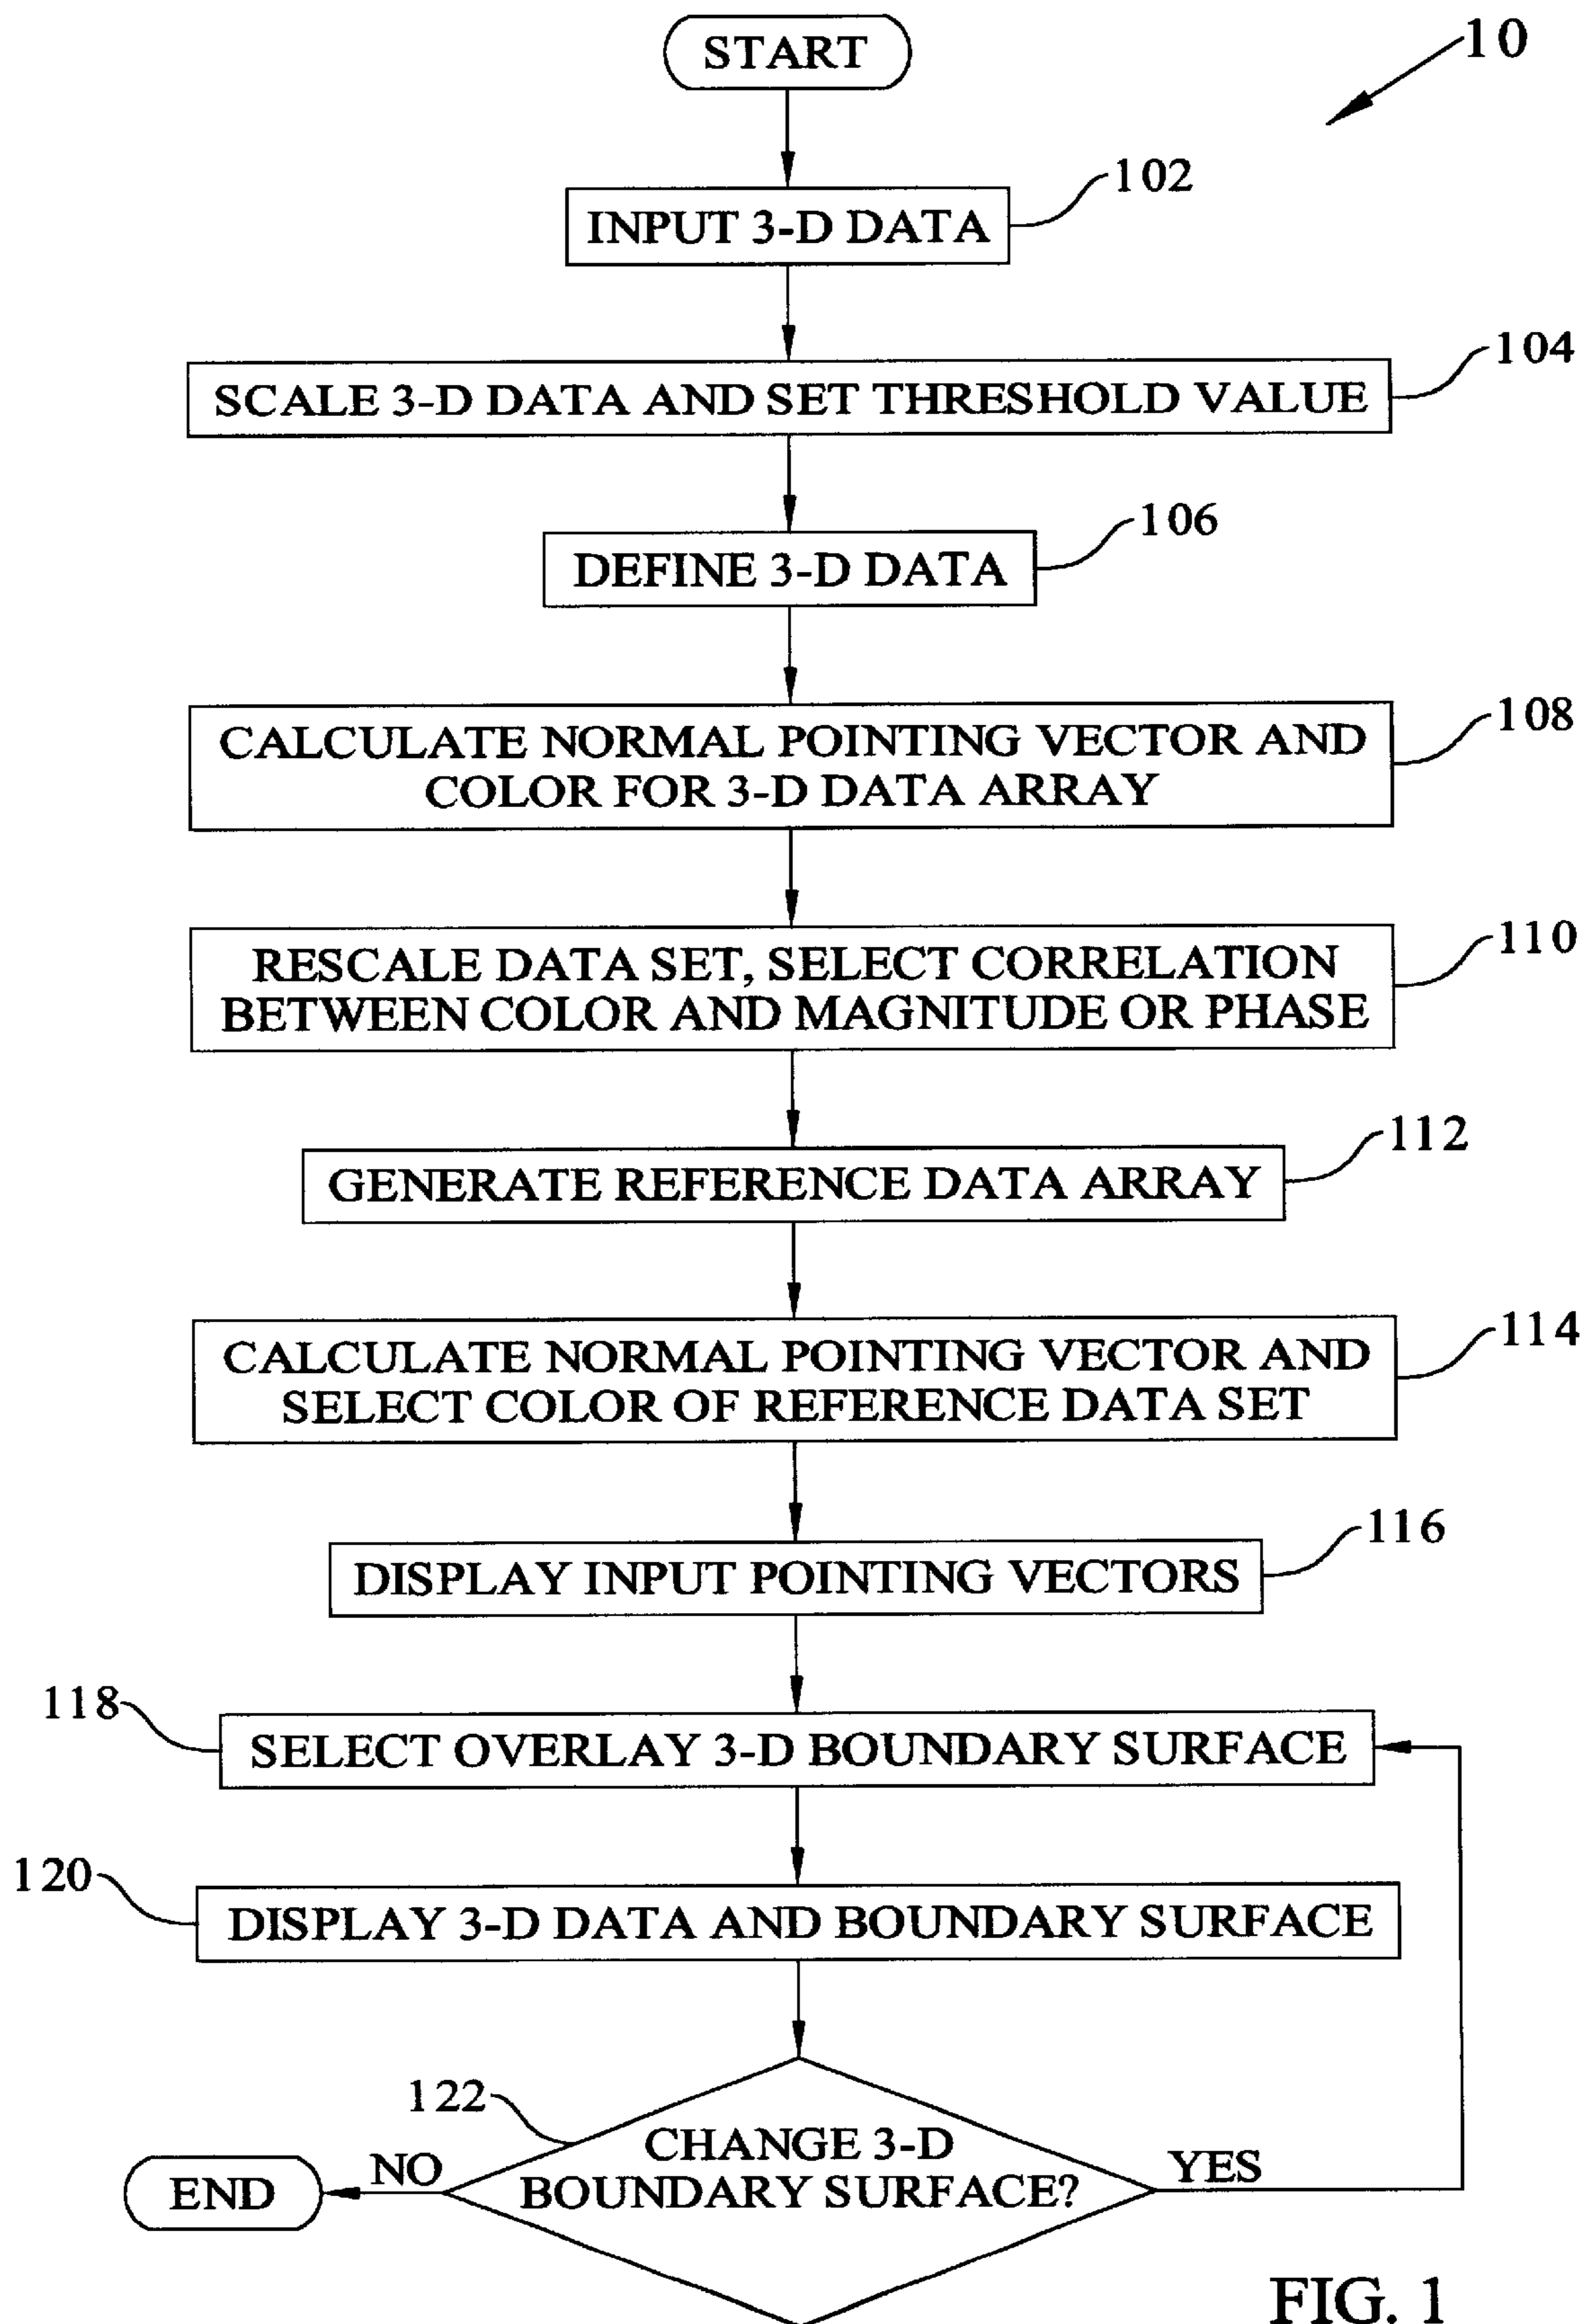 START
10
102
INPUT 3-D DATA
104
SCALE 3-D DATA AND SET THRESHOLD VALUE
106
DEFINE 3-D DATA
108
CALCULATE NORMAL POINTING VECTOR AND
COLOR FOR 3-D DATA ARRAY
110
RESCALE DATA SET, SELECT CORRELATION
BETWEEN COLOR AND MAGNITUDE OR PHASE
112
GENERATE REFERENCE DATA ARRAY
114
CALCULATE NORMAL POINTING VECTOR AND
SELECT COLOR OF REFERENCE DATA SET
116
DISPLAY INPUT POINTING VECTORS
118
SELECT OVERLAY 3-D BOUNDARY SURFACE
120
DISPLAY 3-D DATA AND BOUNDARY SURFACE
122
CHANGE 3-D
BOUNDARY SURFACE?
NO
YES
END
FIG. 1